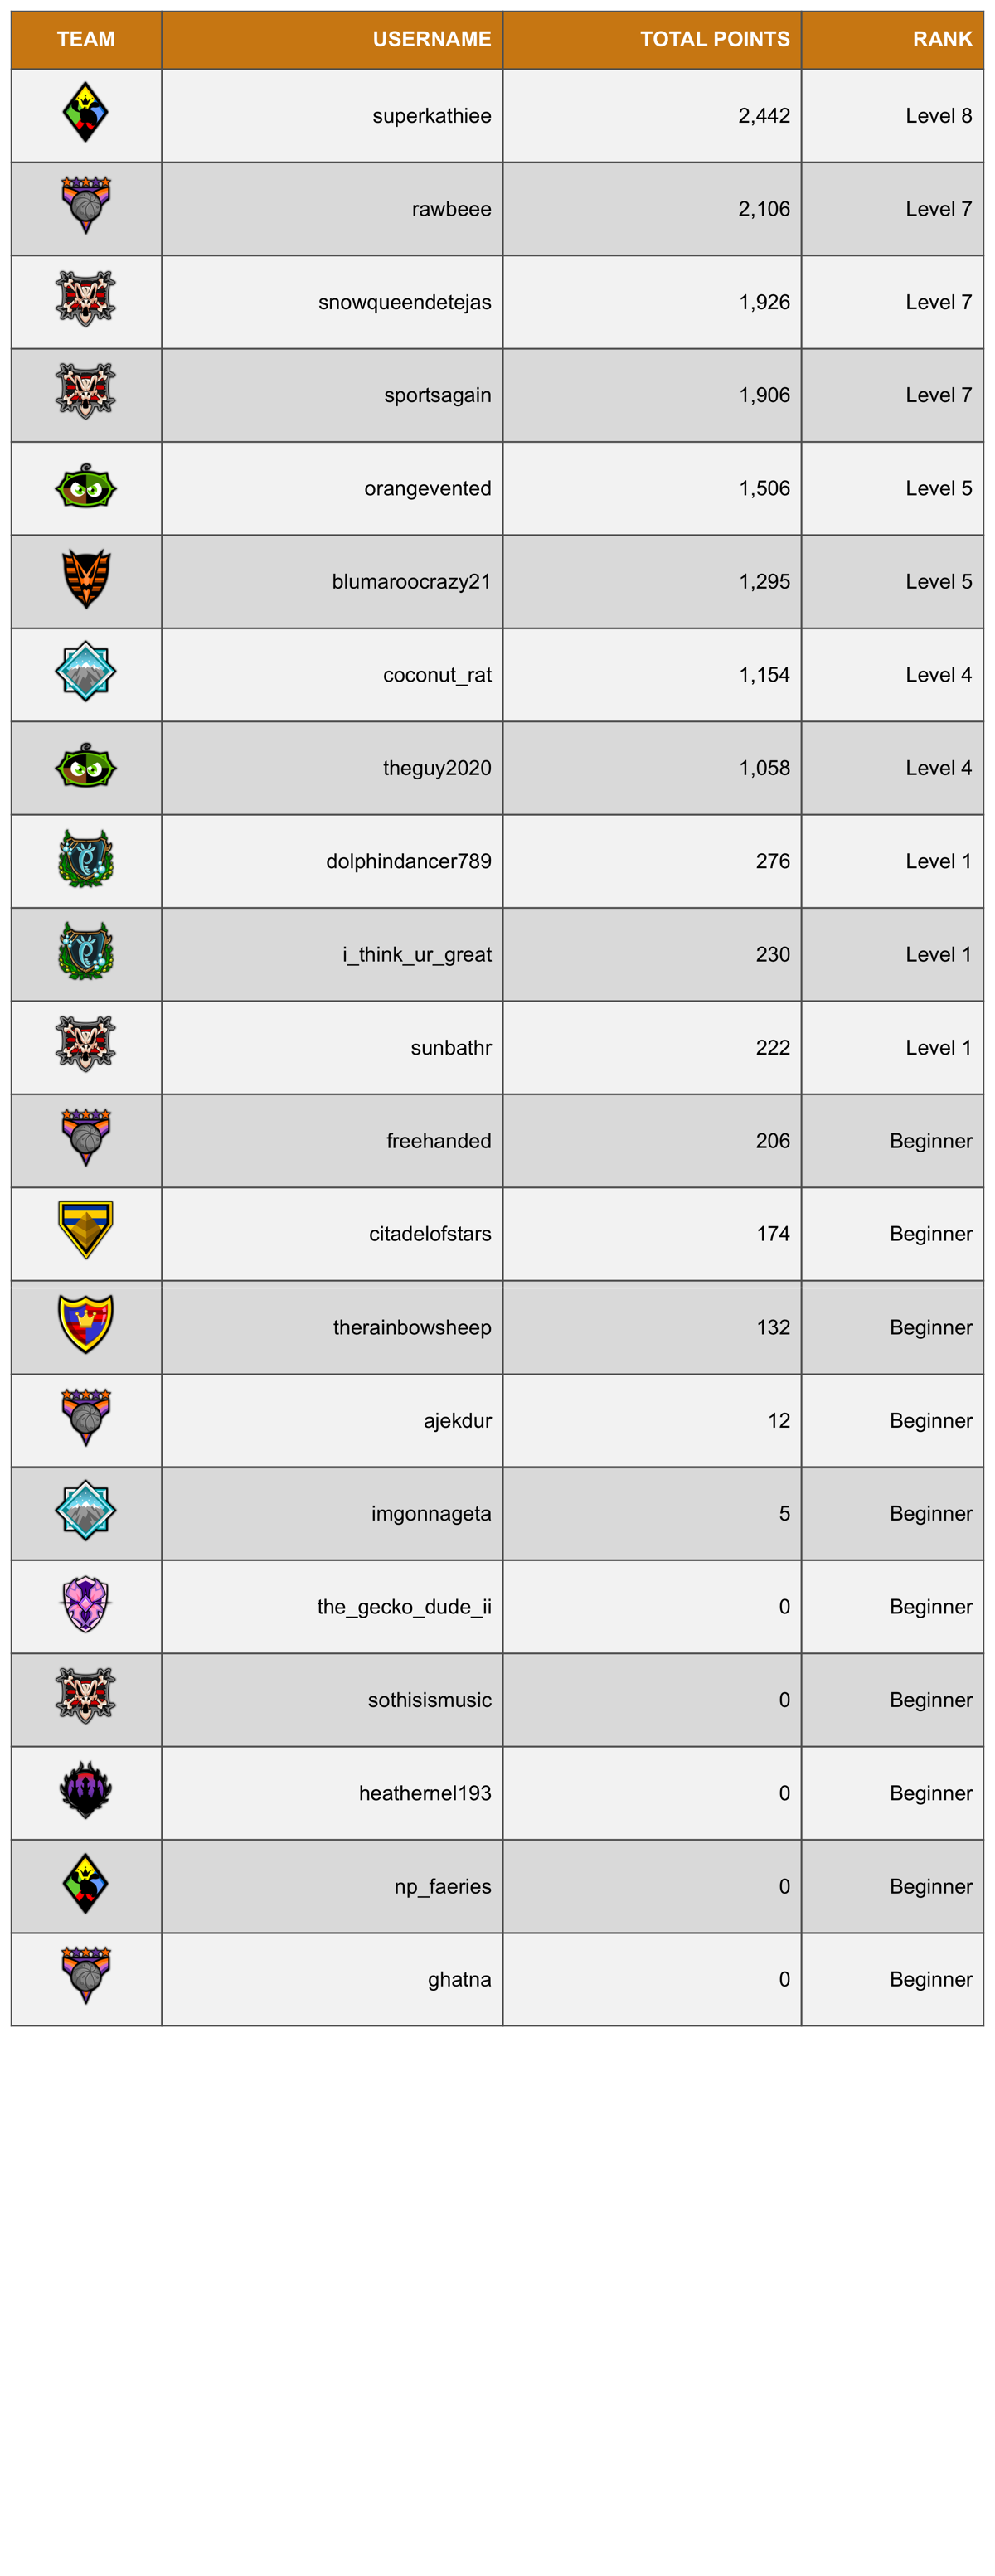 TEAM USERNAME TOTAL POINTS RANK
superkathiee 2,442 Level 8
rawbeee 2,106 Level 7
snowqueendetejas 1,926 Level 7
sportsagain 1,906 Level 7
orangevented 1,506 Level 5
blumaroocrazy21 1,295 Level 5
coconut_rat 1,154 Level 4
theguy2020 1,058 Level 4
dolphindancer789 276 Level 1
i_think_ur_great 230 Level 1
sunbathr 222 Level 1
freehanded 206 Beginner
citadelofstars 174 Beginner
therainbowsheep 132 Beginner
ajekdur 12 Beginner
imgonnageta 5 Beginner
the_gecko_dude_ii 0 Beginner
sothisismusic 0 Beginner
heathernel193 0 Beginner
np_faeries 0 Beginner
ghatna 0 Beginner